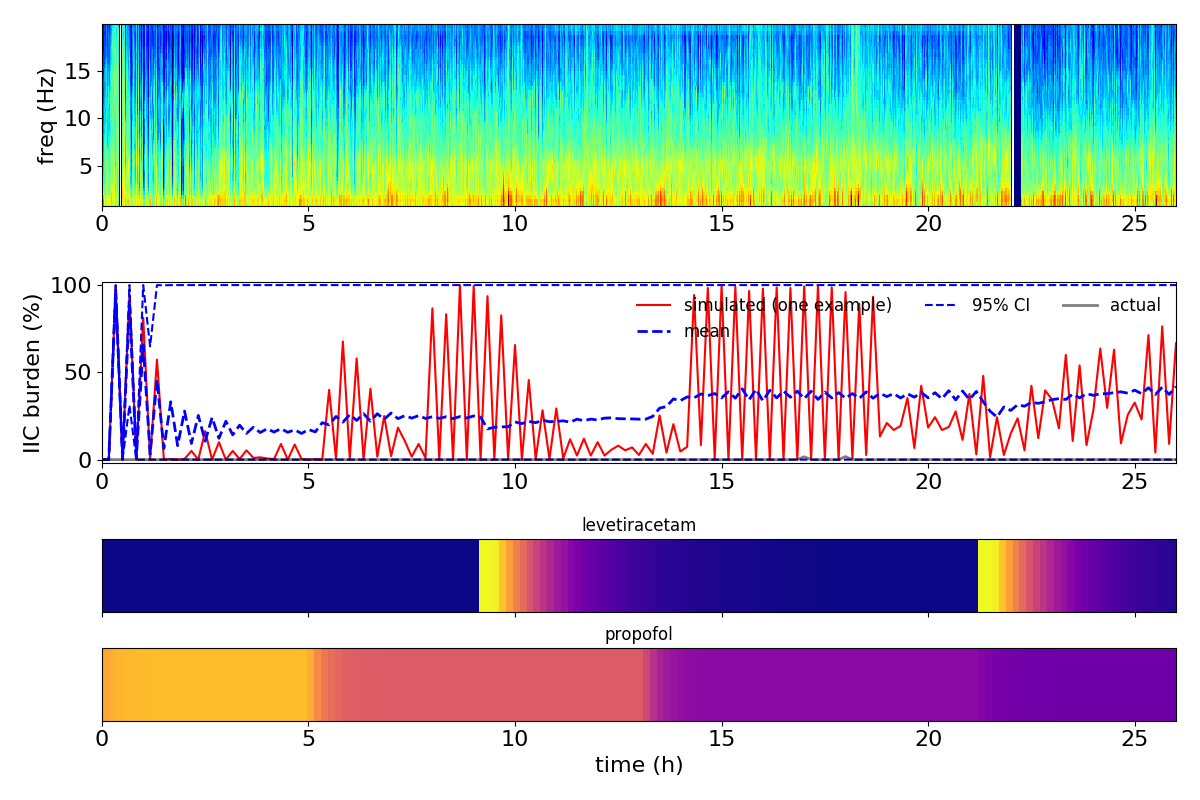 freq (Hz)
15
10
5
0 5 10 15 20 25
IIC burden (%)
100
50
0
simulated (one example) 95% CI actual
mean
0 5 10 15 20 25
levetiracetam
propofol
0 5 10 15 20 25
time (h)